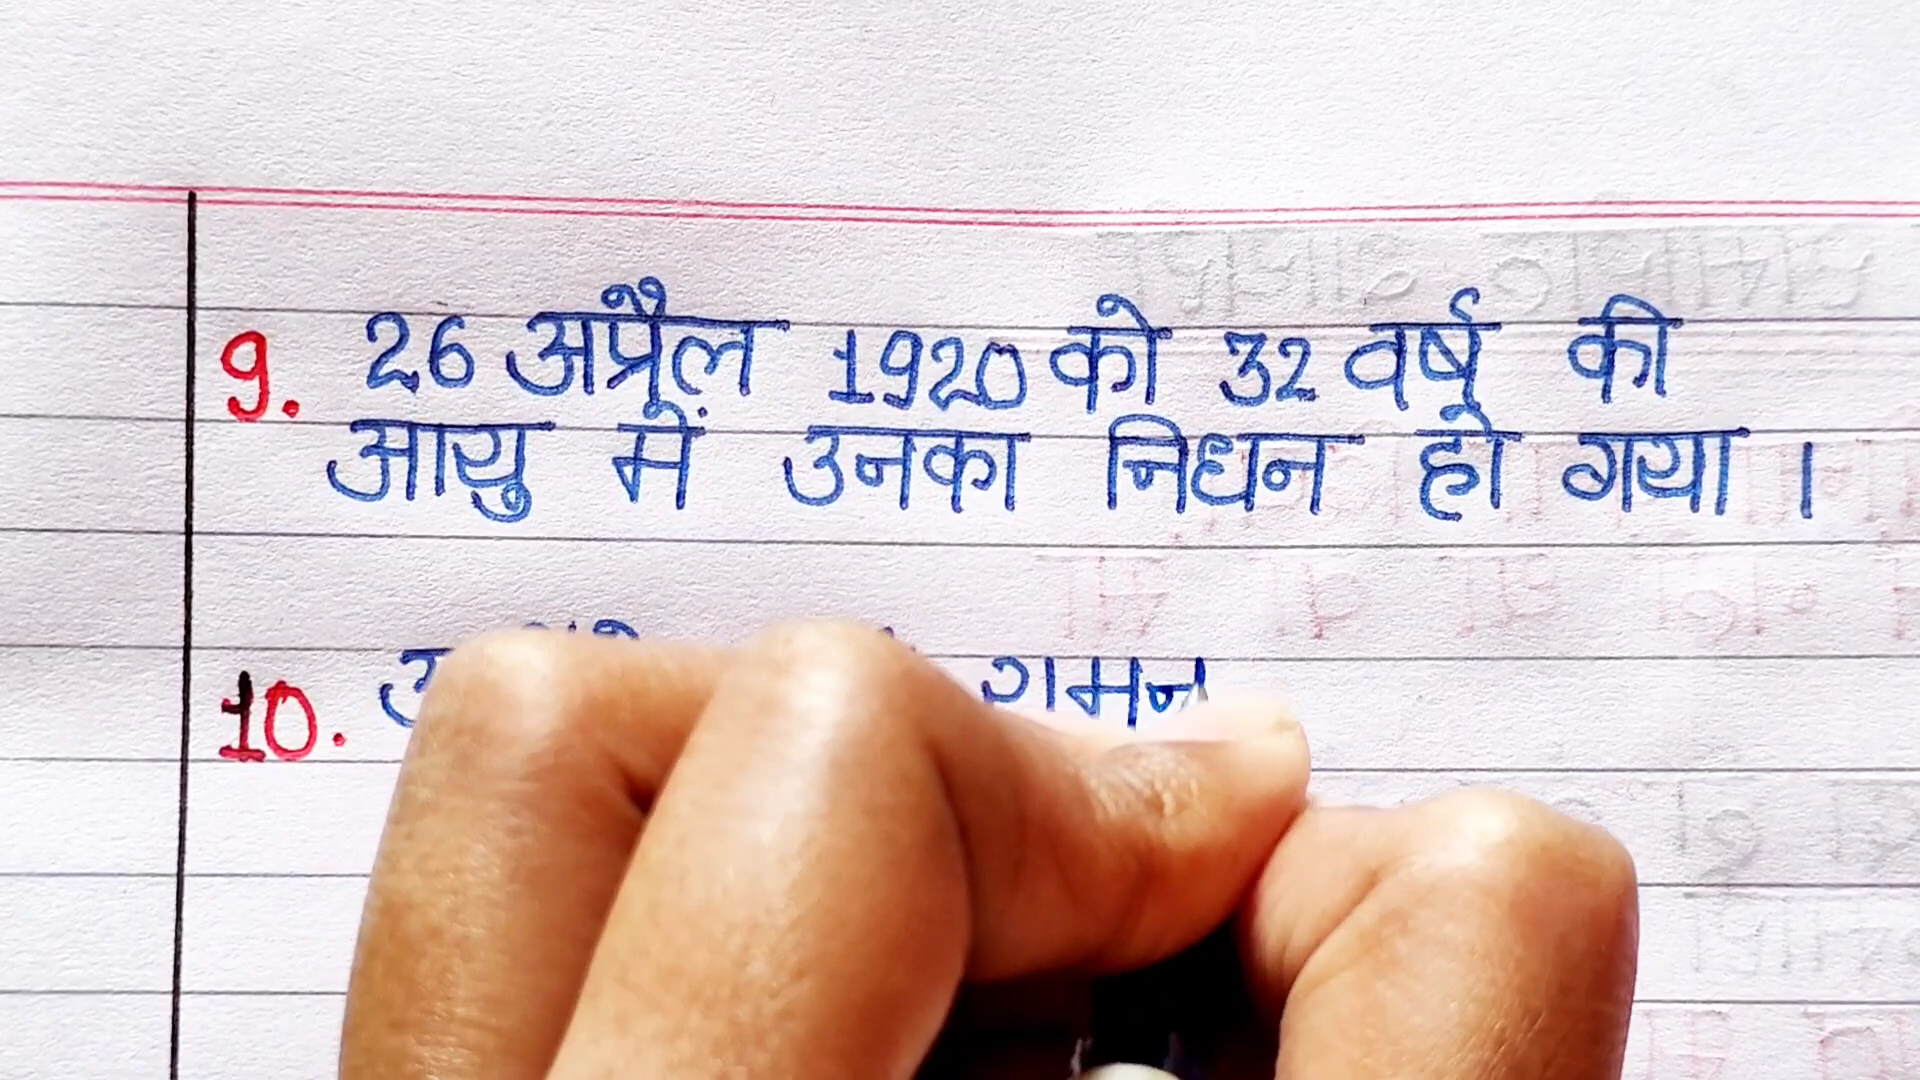 9. 26 अप्रैल 1920 को 32 वर्ष की
आयु में उनका निधन हो गया ।
10.